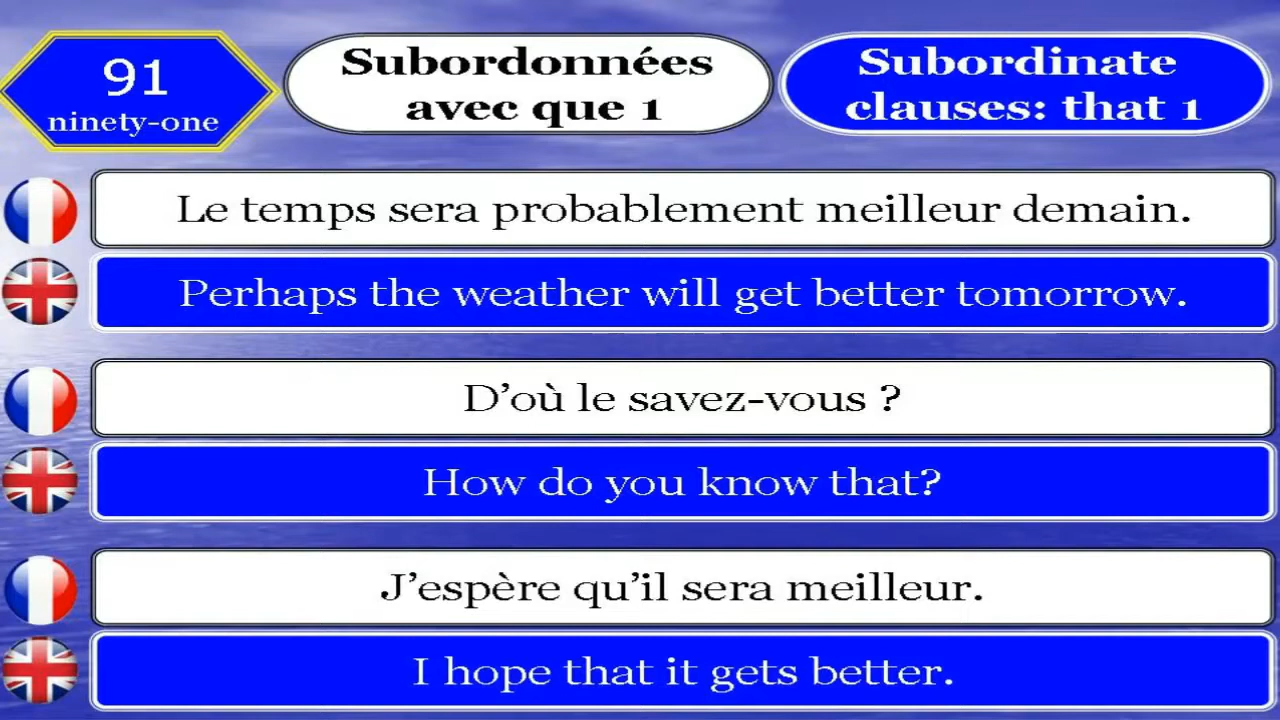 91
ninety-one
Subordonnées
avec que 1
Subordinate
clauses: that 1
Le temps sera probablement meilleur demain.
Perhaps the weather will get better tomorrow.
D’où le savez-vous ?
How do you know that?
J’espère qu’il sera meilleur.
I hope that it gets better.